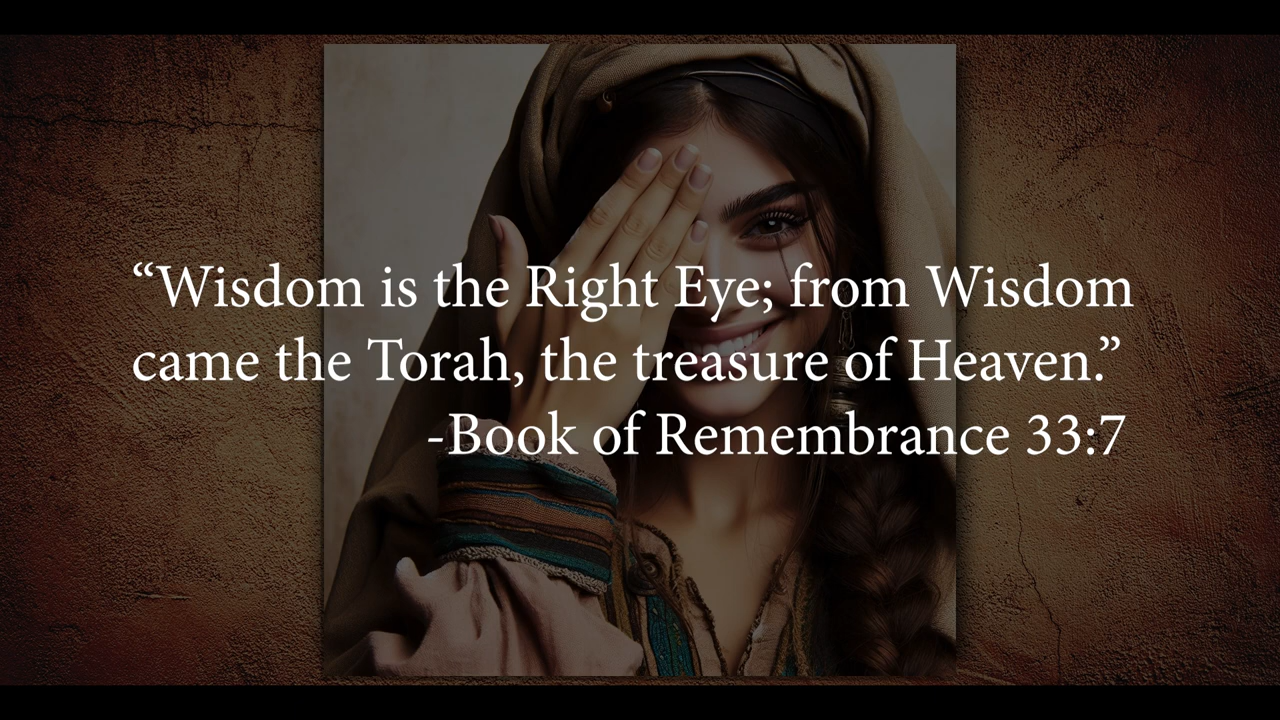 “Wisdom is the Right Eye; from Wisdom
came the Torah, the treasure of Heaven.”
-Book of Remembrance 33:7